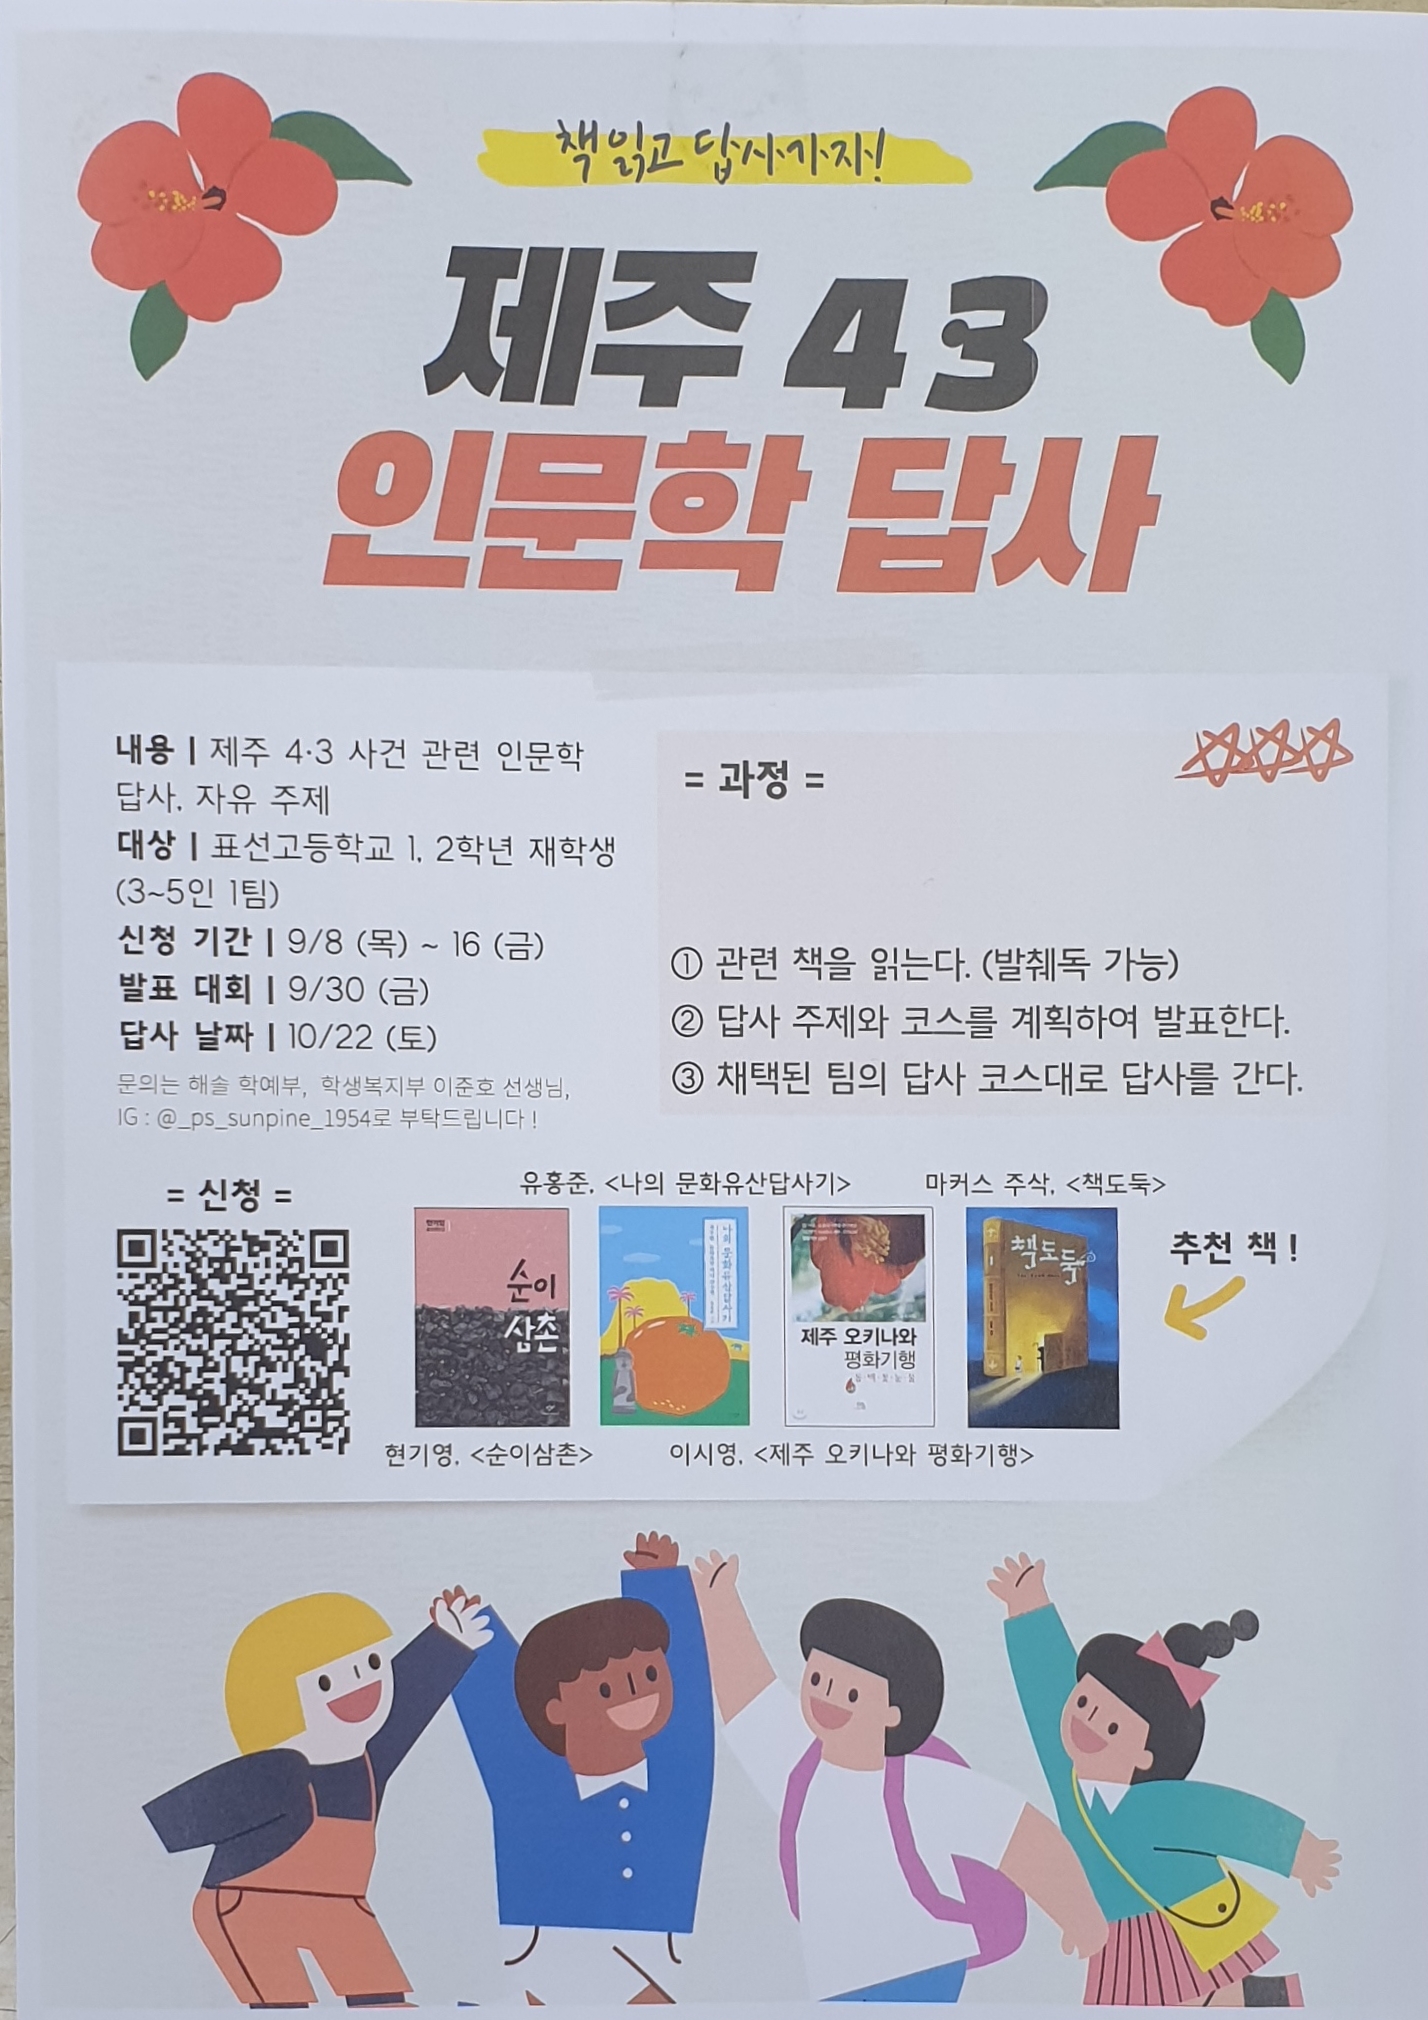 책 읽고 답사가자!
제주 43
인문학 답사
내용 | 제주 4·3 사건 관련 인문학
답사, 자유 주제
대상 | 표선고등학교 1, 2학년 재학생
(3~5인 1팀)
신청 기간 | 9/8 (목) ~ 16 (금)
발표 대회 | 9/30 (금)
답사 날짜 | 10/22 (토)
문의는 해솔 학예부, 학생복지부 이준호 선생님,
IG : @_ps_sunpine_1954로 부탁드립니다 !
= 과정 =
① 관련 책을 읽는다. (발췌독 가능)
② 답사 주제와 코스를 계획하여 발표한다.
③ 채택된 팀의 답사 코스대로 답사를 간다.
= 신청 =
유홍준, <나의 문화유산답사기>
마커스 주삭, <책도둑>
추천 책 !
순이
삼촌
나의 문화유산답사기
제주 오키나와
평화기행
동·백·꽃·눈·물
책도둑
현기영, <순이삼촌>
이시영, <제주 오키나와 평화기행>